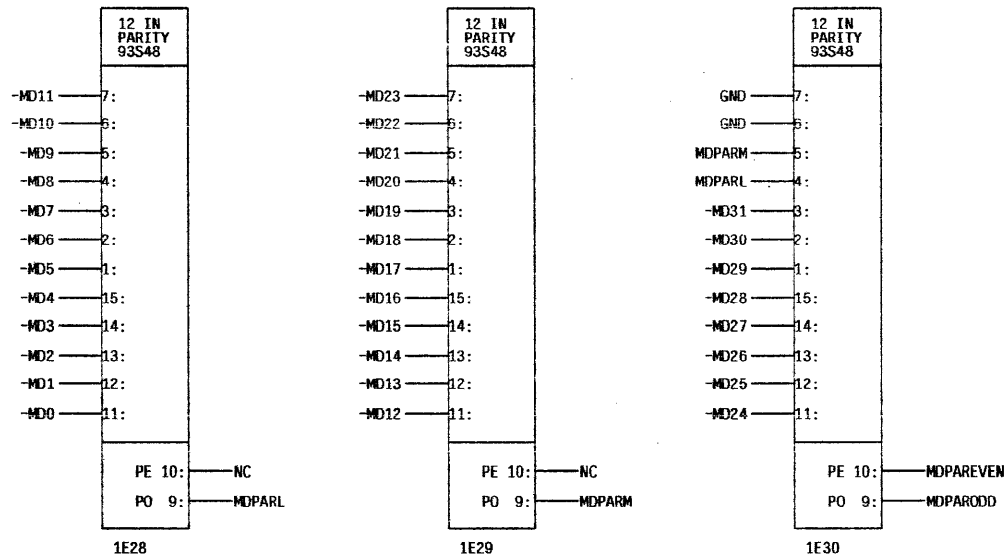 12 IN 12 IN 12 IN
PARITY PARITY PARITY
93S48 93S48 93S48
-MD11 7: -MD23 7: GND 7:
-MD10 6: -MD22 6: GND 6:
-MD9 5: -MD21 5: MDPARM 5:
-MD8 4: -MD20 4: MDPARL 4:
-MD7 3: -MD19 3: -MD31 3:
-MD6 2: -MD18 2: -MD30 2:
-MD5 1: -MD17 1: -MD29 1:
-MD4 15: -MD16 15: -MD28 15:
-MD3 14: -MD15 14: -MD27 14:
-MD2 13: -MD14 13: -MD26 13:
-MD1 12: -MD13 12: -MD25 12:
-MD0 11: -MD12 11: -MD24 11:
PE 10: NC PE 10: NC PE 10: MDPAREVEN
PO 9: MDPARL PO 9: MDPARM PO 9: MDPARODD
1E28 1E29 1E30